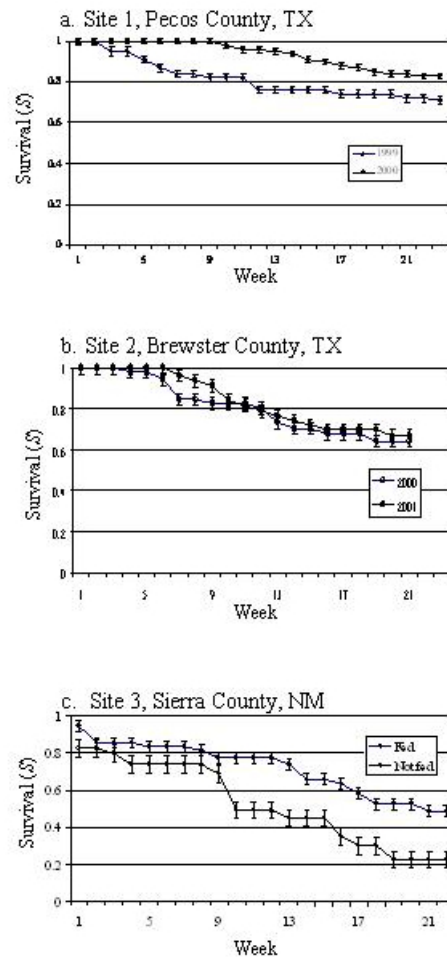 a. Site 1, Pecos County, TX
Survival (S)
1
0.8
0.6
0.4
0.2
0
1999
2000
1 5 9 13 17 21
Week
b. Site 2, Brewster County, TX
Survival (S)
1
0.8
0.6
0.4
0.2
0
2000
2001
1 5 9 13 17 21
Week
c. Site 3, Sierra County, NM
Survival (S)
1
0.8
0.6
0.4
0.2
0
Fed
Notfed
1 5 9 13 17 21
Week